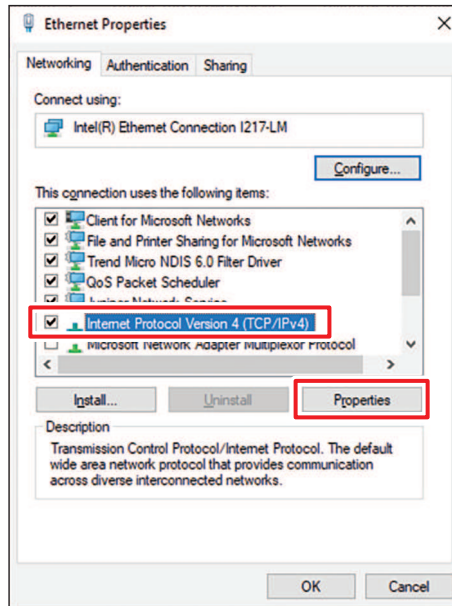 Ethernet Properties
Networking Authentication Sharing
Connect using:
Intel(R) Ethernet Connection I217-LM
Configure...
This connection uses the following items:
Client for Microsoft Networks
File and Printer Sharing for Microsoft Networks
Trend Micro NDIS 6.0 Filter Driver
QoS Packet Scheduler
Juniper Network Service
Internet Protocol Version 4 (TCP/IPv4)
Microsoft Network Adapter Multiplexor Protocol
Install... Uninstall Properties
Description
Transmission Control Protocol/Internet Protocol. The default
wide area network protocol that provides communication
across diverse interconnected networks.
OK Cancel